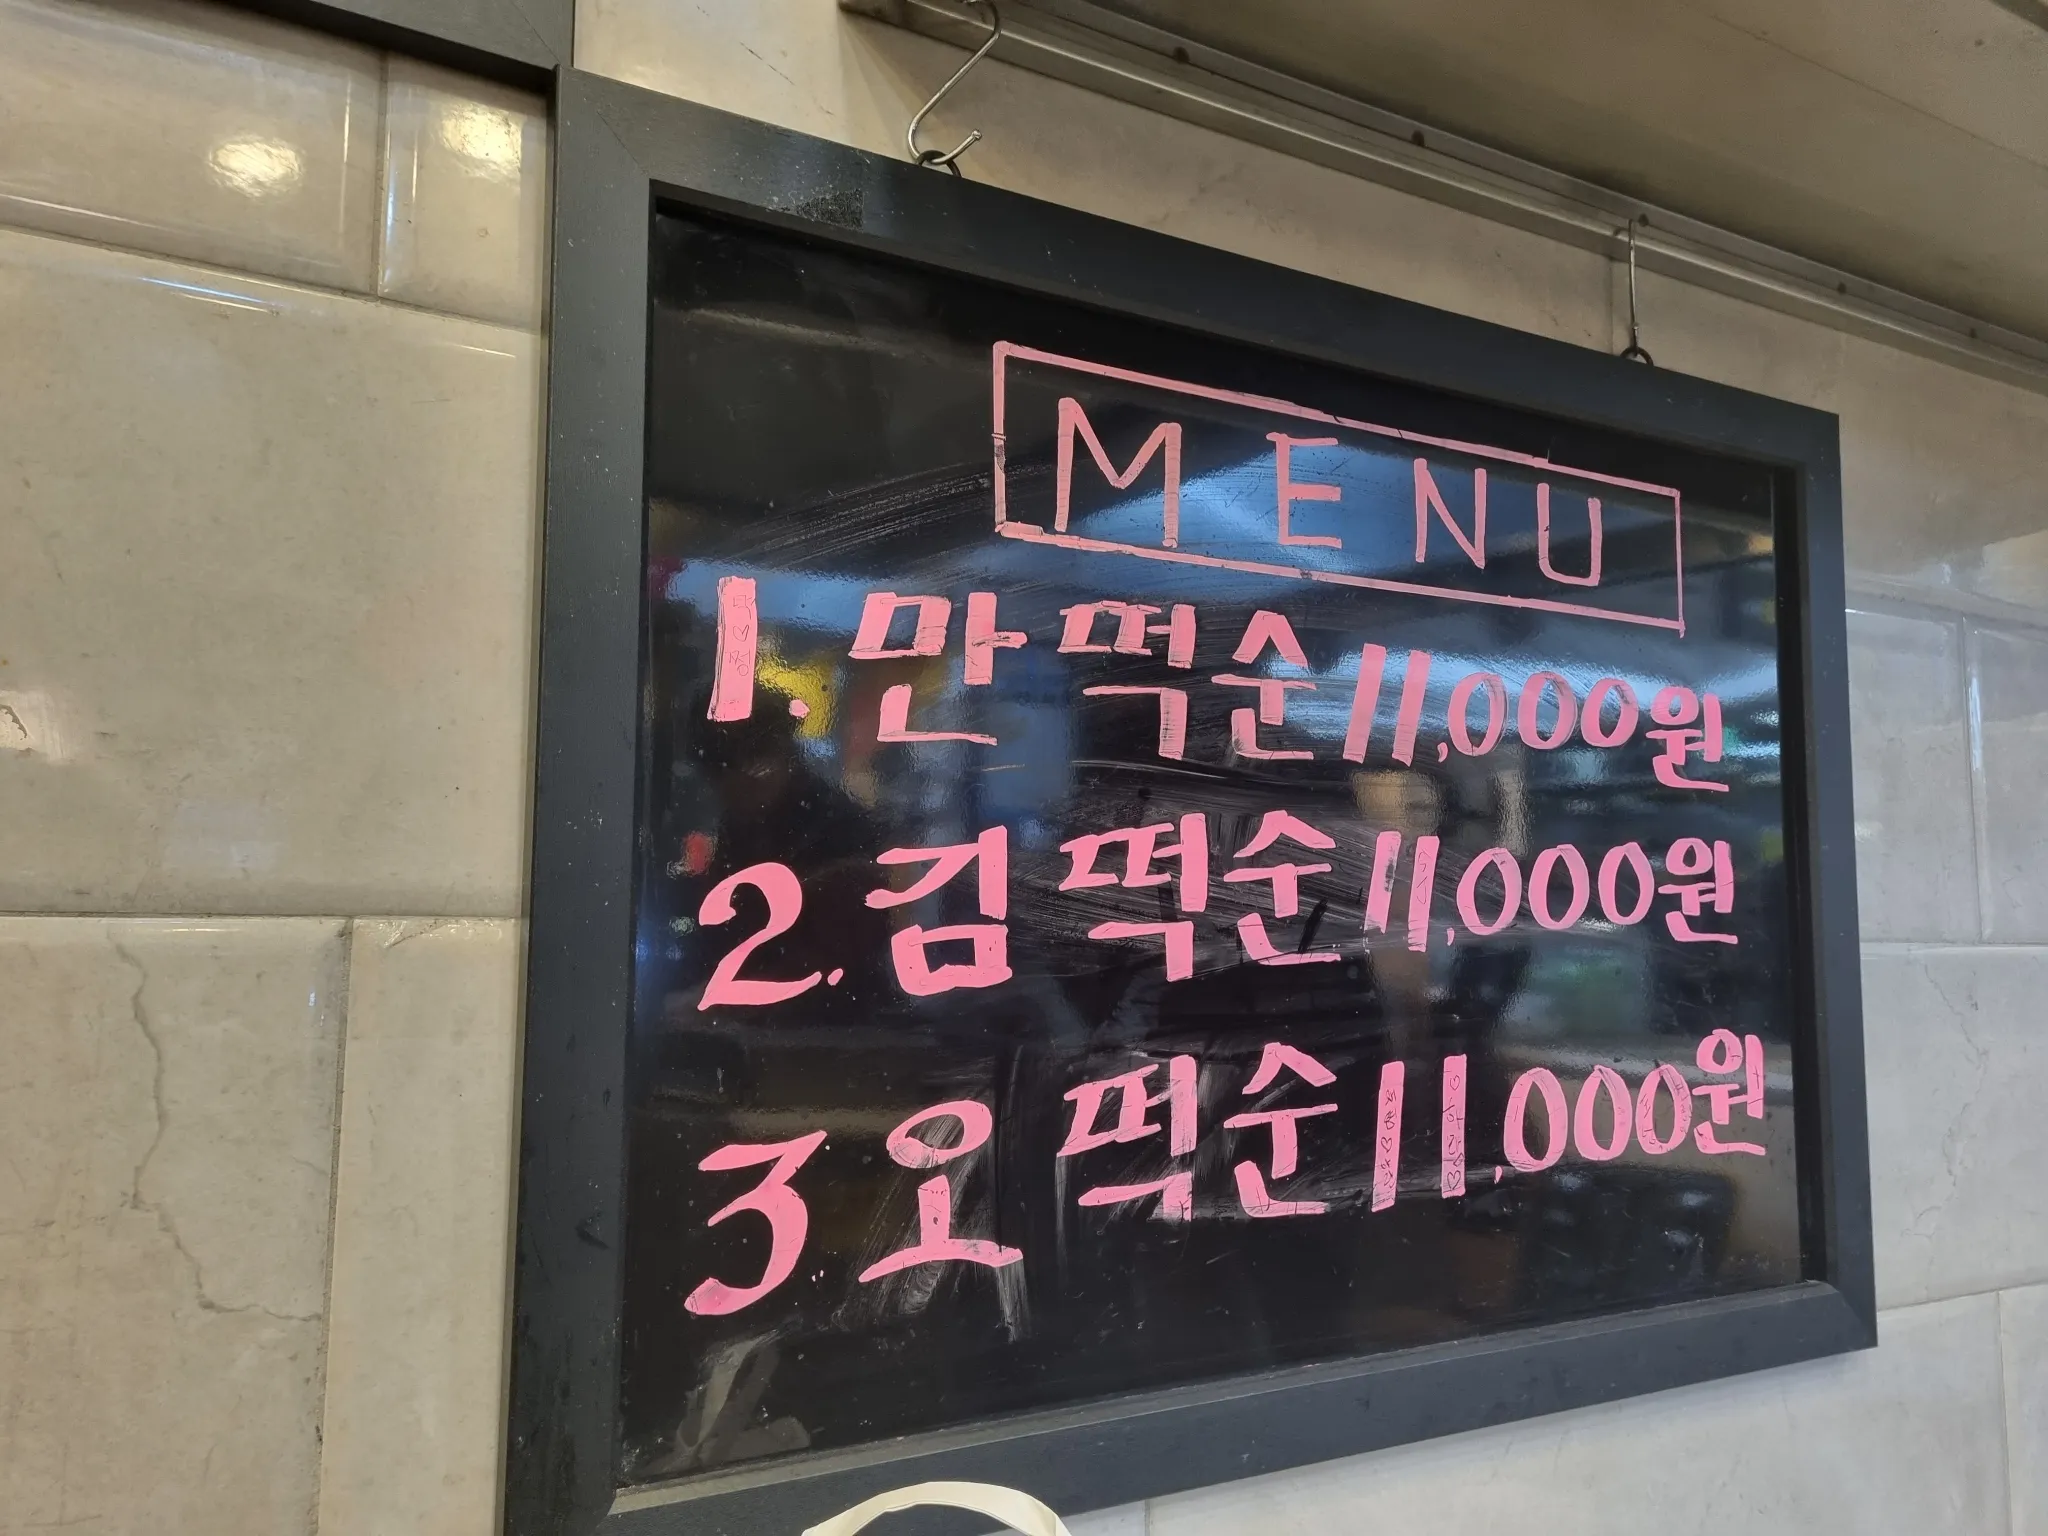 MENU
1. 만 떡 순 11,000원
2. 김 떡 순 11,000원
3 오 떡 순 11,000원